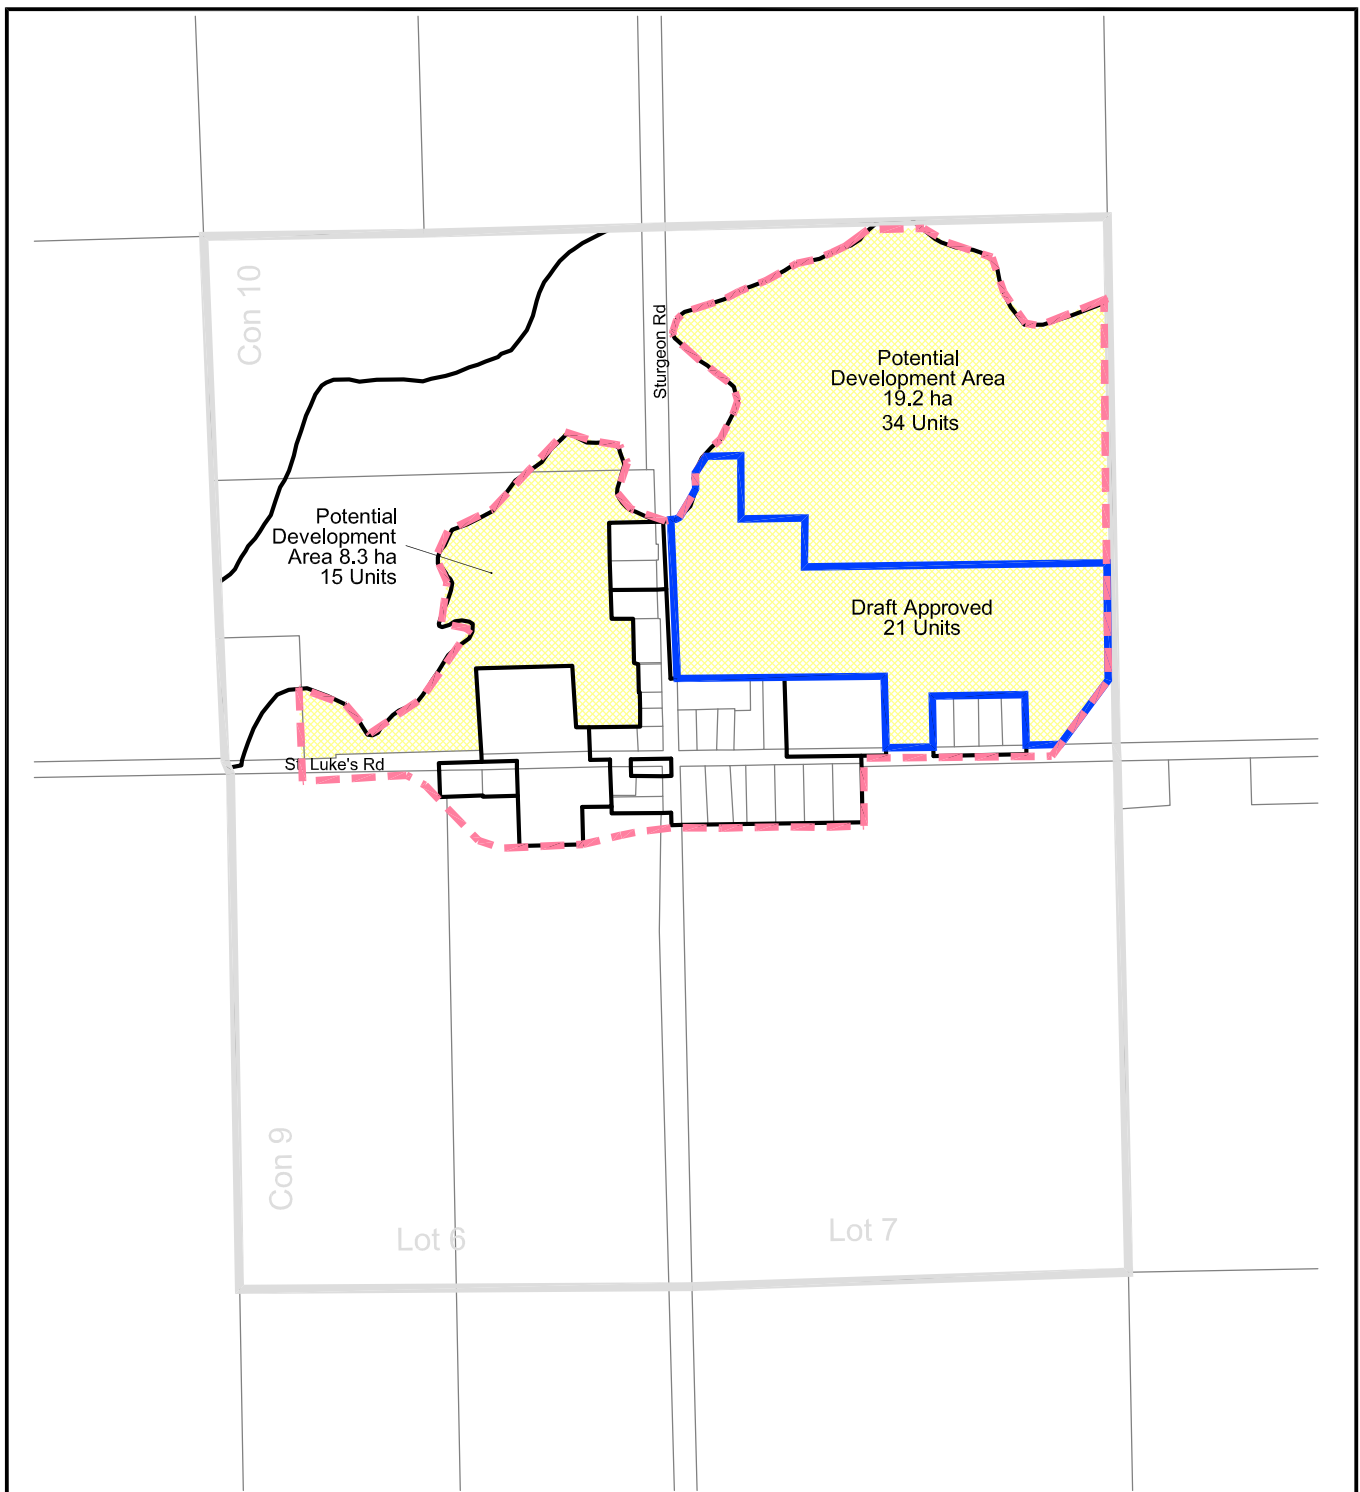 Con 10
Sturgeon Rd
Potential
Development Area
19.2 ha
34 Units
Potential
Development
Area 8.3 ha
15 Units
Draft Approved
21 Units
St. Luke's Rd
Con 9
Lot 6
Lot 7